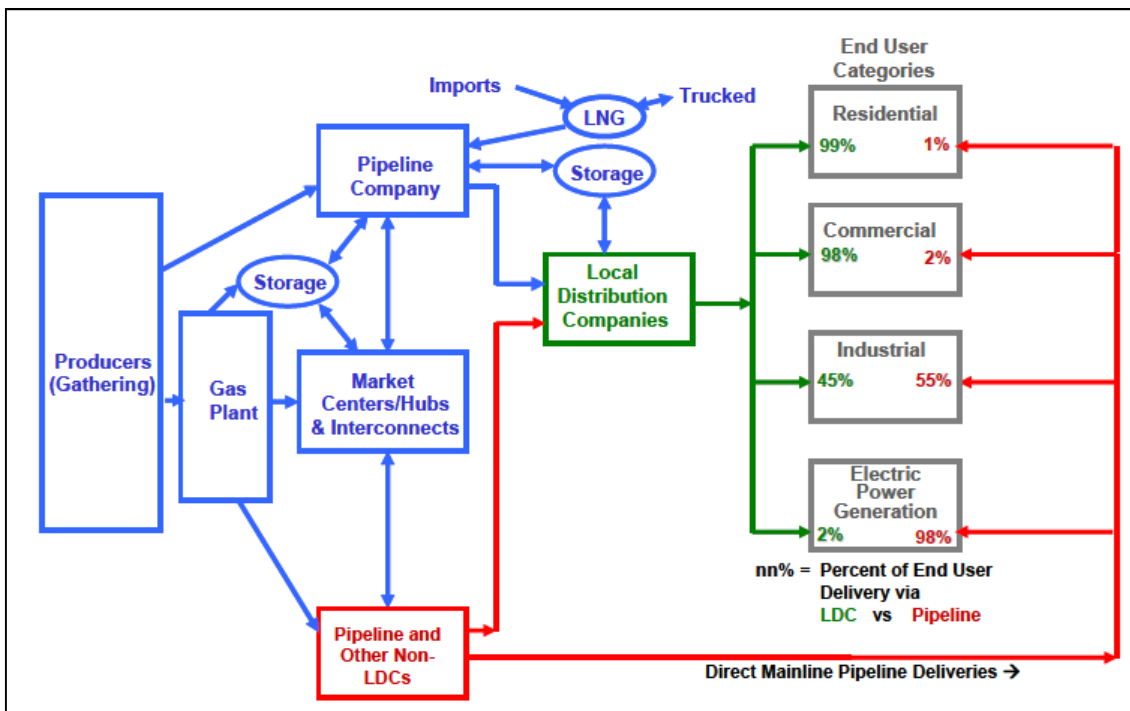 End User
Categories
Imports
Trucked
LNG
Residential
99%
1%
Pipeline
Company
Storage
Commercial
98%
2%
Storage
Local
Distribution
Companies
Producers
(Gathering)
Gas
Plant
Market
Centers/Hubs
& Interconnects
Industrial
45%
55%
Electric
Power
Generation
2%
98%
nn% = Percent of End User
Delivery via
LDC vs Pipeline
Pipeline and
Other Non-
LDCs
Direct Mainline Pipeline Deliveries →